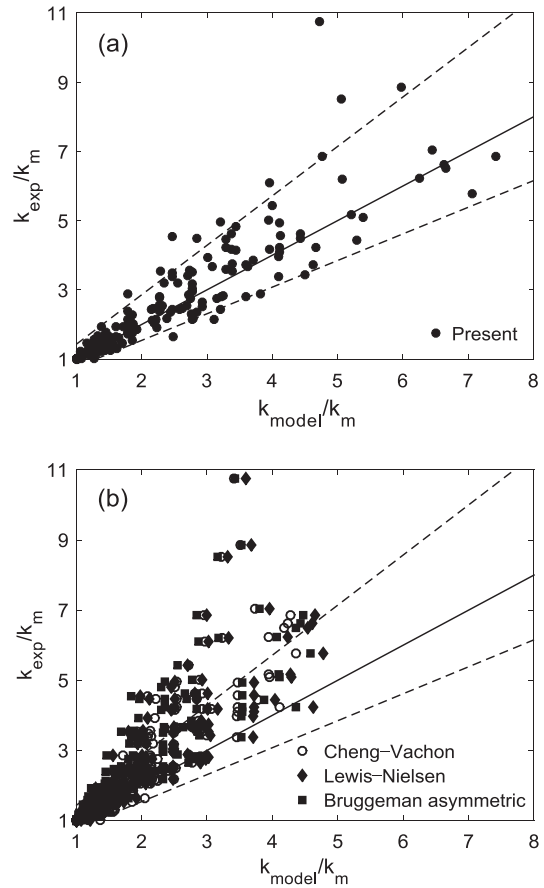 11
(a)
9
7
k_exp/k_m
5
3
Present
1
1 2 3 4 5 6 7 8
k_model/k_m
11
(b)
9
7
k_exp/k_m
5
3
Cheng–Vachon
Lewis–Nielsen
Bruggeman asymmetric
1
1 2 3 4 5 6 7 8
k_model/k_m